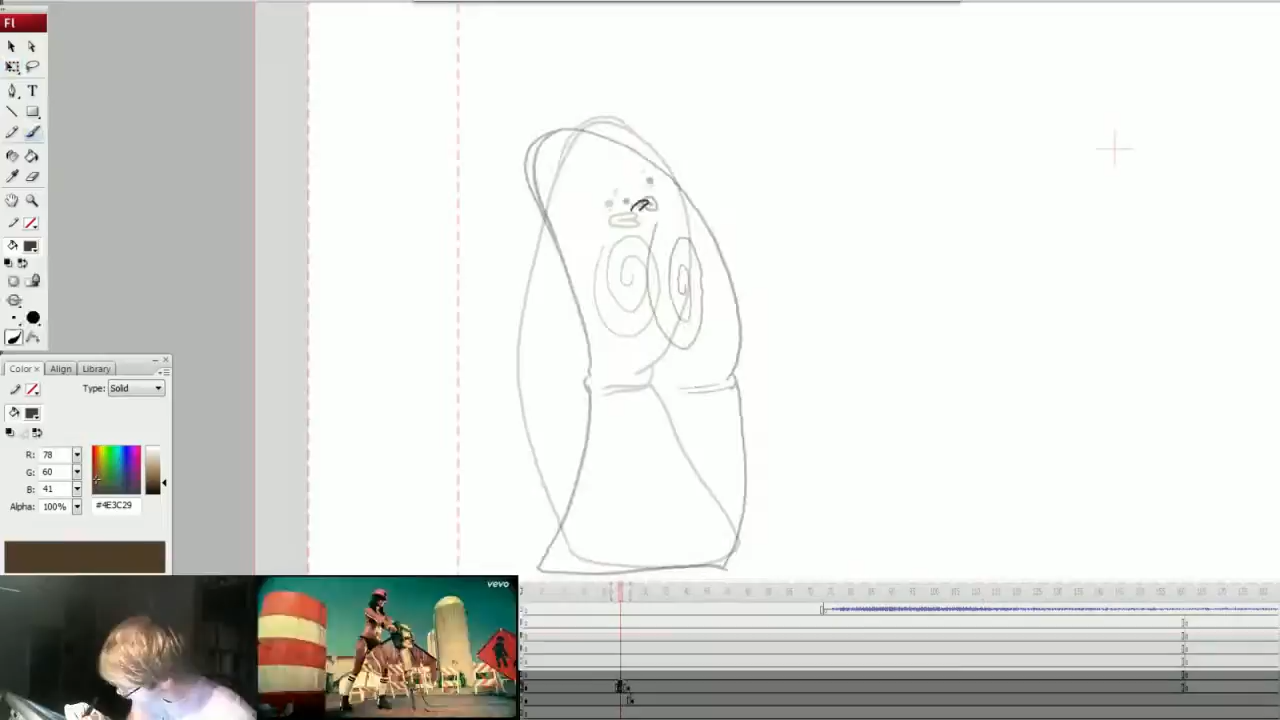 Fl
T
Color × Align Library
Type: Solid
R: 78
G: 60
B: 41
Alpha: 100% #4E3C29
vevo